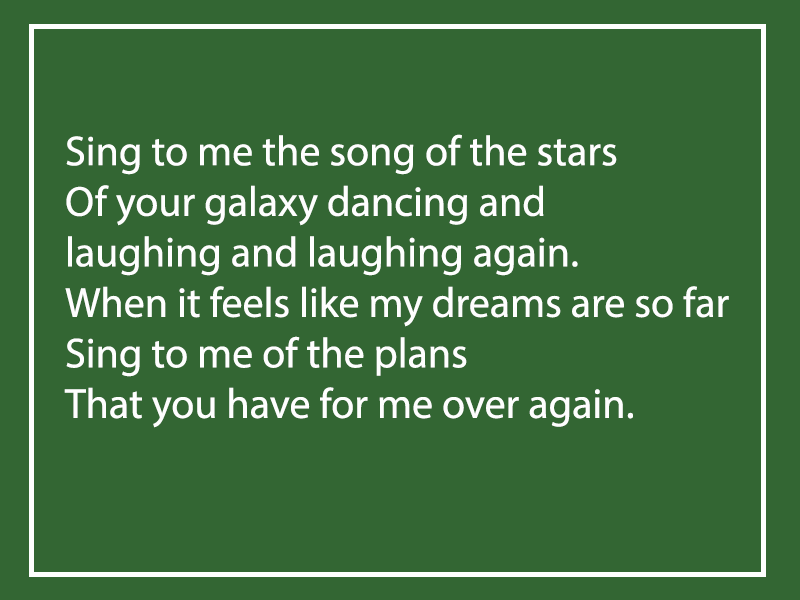 Sing to me the song of the stars
Of your galaxy dancing and
laughing and laughing again.
When it feels like my dreams are so far
Sing to me of the plans
That you have for me over again.